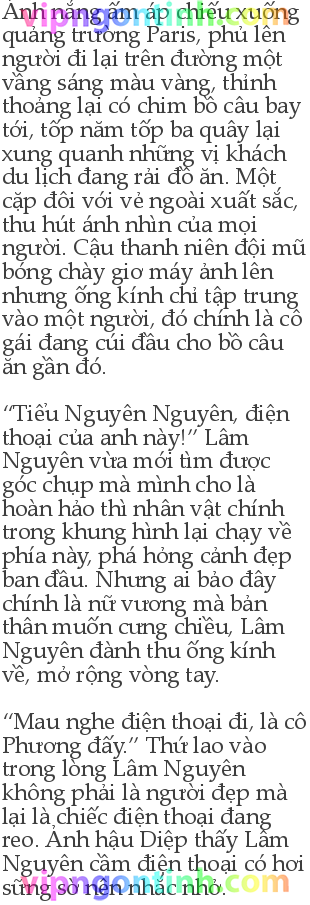 Ánh nắng ấm áp chiếu xuống
vipngontinh.com
quảng trường Paris, phủ lên
người đi lại trên đường một
vầng sáng màu vàng, thỉnh
thoảng lại có chim bồ câu bay
tới, tốp năm tốp ba quây lại
xung quanh những vị khách
du lịch đang rải đồ ăn. Một
cặp đôi với vẻ ngoài xuất sắc,
thu hút ánh nhìn của mọi
người. Cậu thanh niên đội mũ
bóng chày giơ máy ảnh lên
nhưng ống kính chỉ tập trung
vào một người, đó chính là cô
gái đang cúi đầu cho bồ câu
ăn gần đó.
“Tiểu Nguyên Nguyên, điện
thoại của anh này!” Lâm
Nguyên vừa mới tìm được
góc chụp mà mình cho là
hoàn hảo thì nhân vật chính
trong khung hình lại chạy về
phía này, phá hỏng cảnh đẹp
ban đầu. Nhưng ai bảo đây
chính là nữ vương mà bản
thân muốn cưng chiều, Lâm
Nguyên đành thu ống kính
về, mở rộng vòng tay.
“Mau nghe điện thoại đi, là cô
Phương đấy.” Thứ lao vào
trong lòng Lâm Nguyên
không phải là người đẹp mà
lại là chiếc điện thoại đang
reo. Ảnh hậu Diệp thấy Lâm
Nguyên cầm điện thoại có hơi
sững sờ nên nhắc nhở.
vipngontinh.com